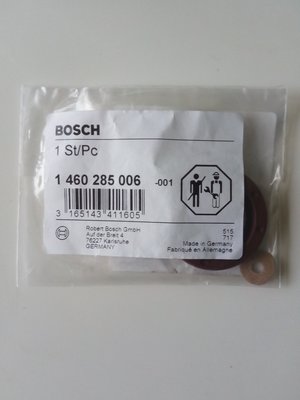 BOSCH
1 St/Pc
1 460 285 006 -001
3 165143 411605
Robert Bosch GmbH
Auf der Breit 4
76227 Karlsruhe
GERMANY
515
717
Made in Germany
Fabriqué en Allemagne